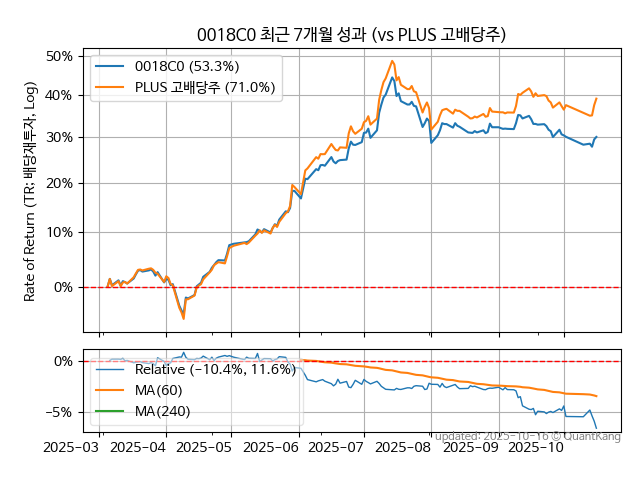 0018C0 최근 7개월 성과 (vs PLUS 고배당주)
50%
40%
30%
20%
10%
0%
Rate of Return (TR: 배당재투자, Log)
0018C0 (53.3%)
PLUS 고배당주 (71.0%)
0%
−5%
Relative (−10.4%, 11.6%)
MA(60)
MA(240)
2025-03 2025-04 2025-05 2025-06 2025-07 2025-08 2025-09 2025-10
updated: 2025-10-16 © QuantKang